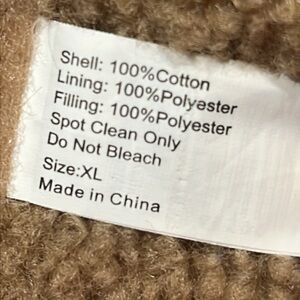 Shell: 100%Cotton
Lining: 100%Polyester
Filling: 100%Polyester
Spot Clean Only
Do Not Bleach
Size:XL
Made in China